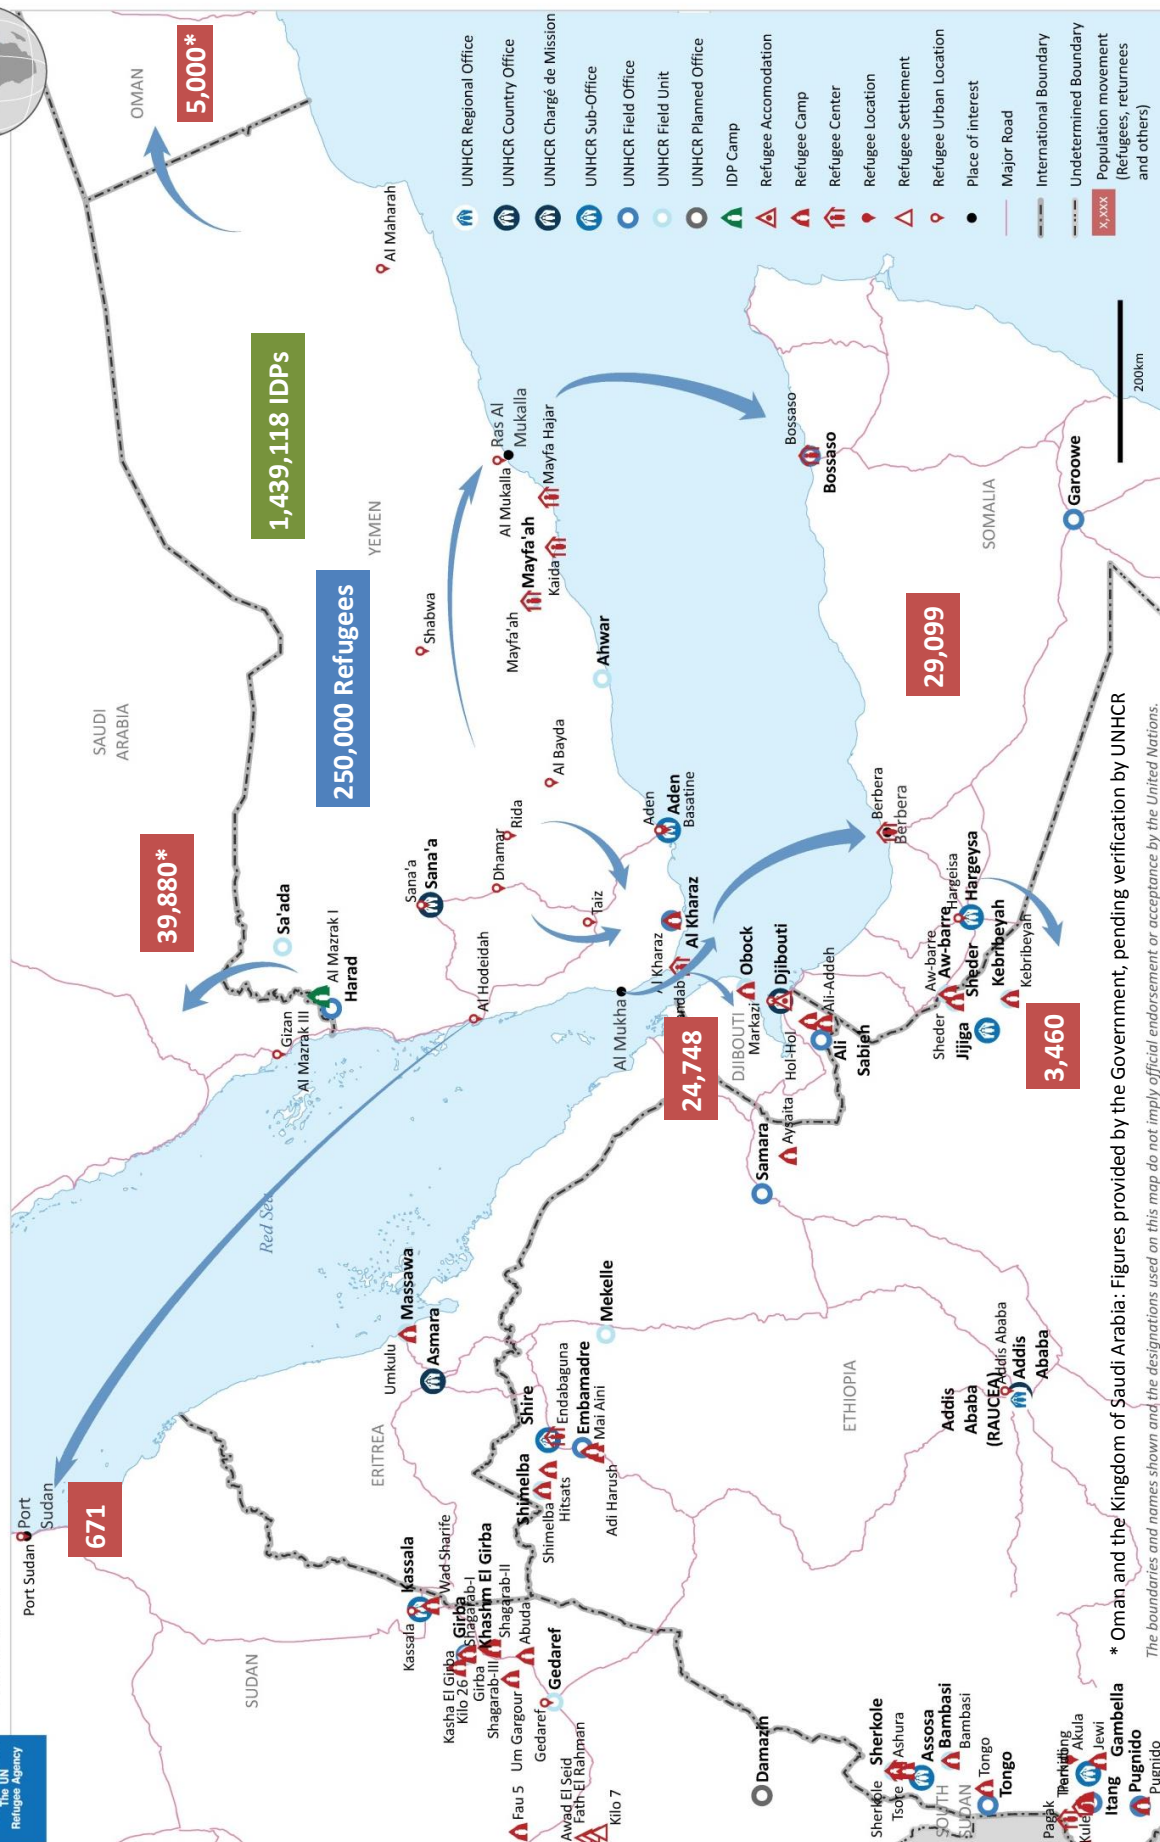 The UN
Refugee Agency
Port Sudan
Port
Sudan
671
SUDAN
Kassala
Kassala
Wad Sharife
Kasha El Girba
Kilo 26
Girba
Girba
Shagarab-I
Khashm El Girba
Shagarab-II
Shagarab-III
Abuda
Um Gargour
Fau 5
Gedaref
Gedaref
Awad El Seid
Fath El Rahman
Kilo 7
Damazin
Sherkole
Sherkole
Tsore
Ashura
Assosa
Bambasi
Bambasi
SOUTH
SUDAN
Tongo
Tongo
Pagak
Akula
Kule
Jewi
Itang
Gambella
Pugnido
Pugnido
Red Sea
ERITREA
Umkulu
Massawa
Asmara
Shire
Endabaguna
Shimelba
Shimelba
Hitsats
Embamadre
Mai Aini
Adi Harush
Mekelle
ETHIOPIA
Addis
Ababa
(RAUCEA)
Addis Ababa
Addis
Ababa
Samara
Aysaita
SAUDI
ARABIA
39,880*
Gizan
Al Mazrak III
Al Mazrak I
Harad
Sa'ada
250,000 Refugees
1,439,118 IDPs
YEMEN
OMAN
5,000*
Al Maharah
Sana'a
Sana'a
Al Hodeidah
Dhamar
Rida
Shabwa
Al Bayda
Taiz
Al Mukha
Al Kharaz
Al Kharaz
Aden
Aden
Basatine
Ahwar
Mayfa'ah
Mayfa'ah
Kaida
Mayfa Hajar
Al Mukalla
Ras Al
Mukalla
24,748
DJIBOUTI
Markazi
Obock
Djibouti
Hol-Hol
Ali-Addeh
Ali
Sabieh
Berbera
Berbera
Bossaso
Bossaso
29,099
SOMALIA
Garoowe
Hargeisa
Hargeysa
Aw-barre
Aw-barre
Sheder
Sheder
Jijiga
Kebribeyah
Kebribeyah
3,460
UNHCR Regional Office
UNHCR Country Office
UNHCR Chargé de Mission
UNHCR Sub-Office
UNHCR Field Office
UNHCR Field Unit
UNHCR Planned Office
IDP Camp
Refugee Accomodation
Refugee Camp
Refugee Center
Refugee Location
Refugee Settlement
Refugee Urban Location
Place of interest
Major Road
International Boundary
Undetermined Boundary
x,xxx
Population movement
(Refugees, returnees
and others)
200km
* Oman and the Kingdom of Saudi Arabia: Figures provided by the Government, pending verification by UNHCR
The boundaries and names shown and the designations used on this map do not imply official endorsement or acceptance by the United Nations.